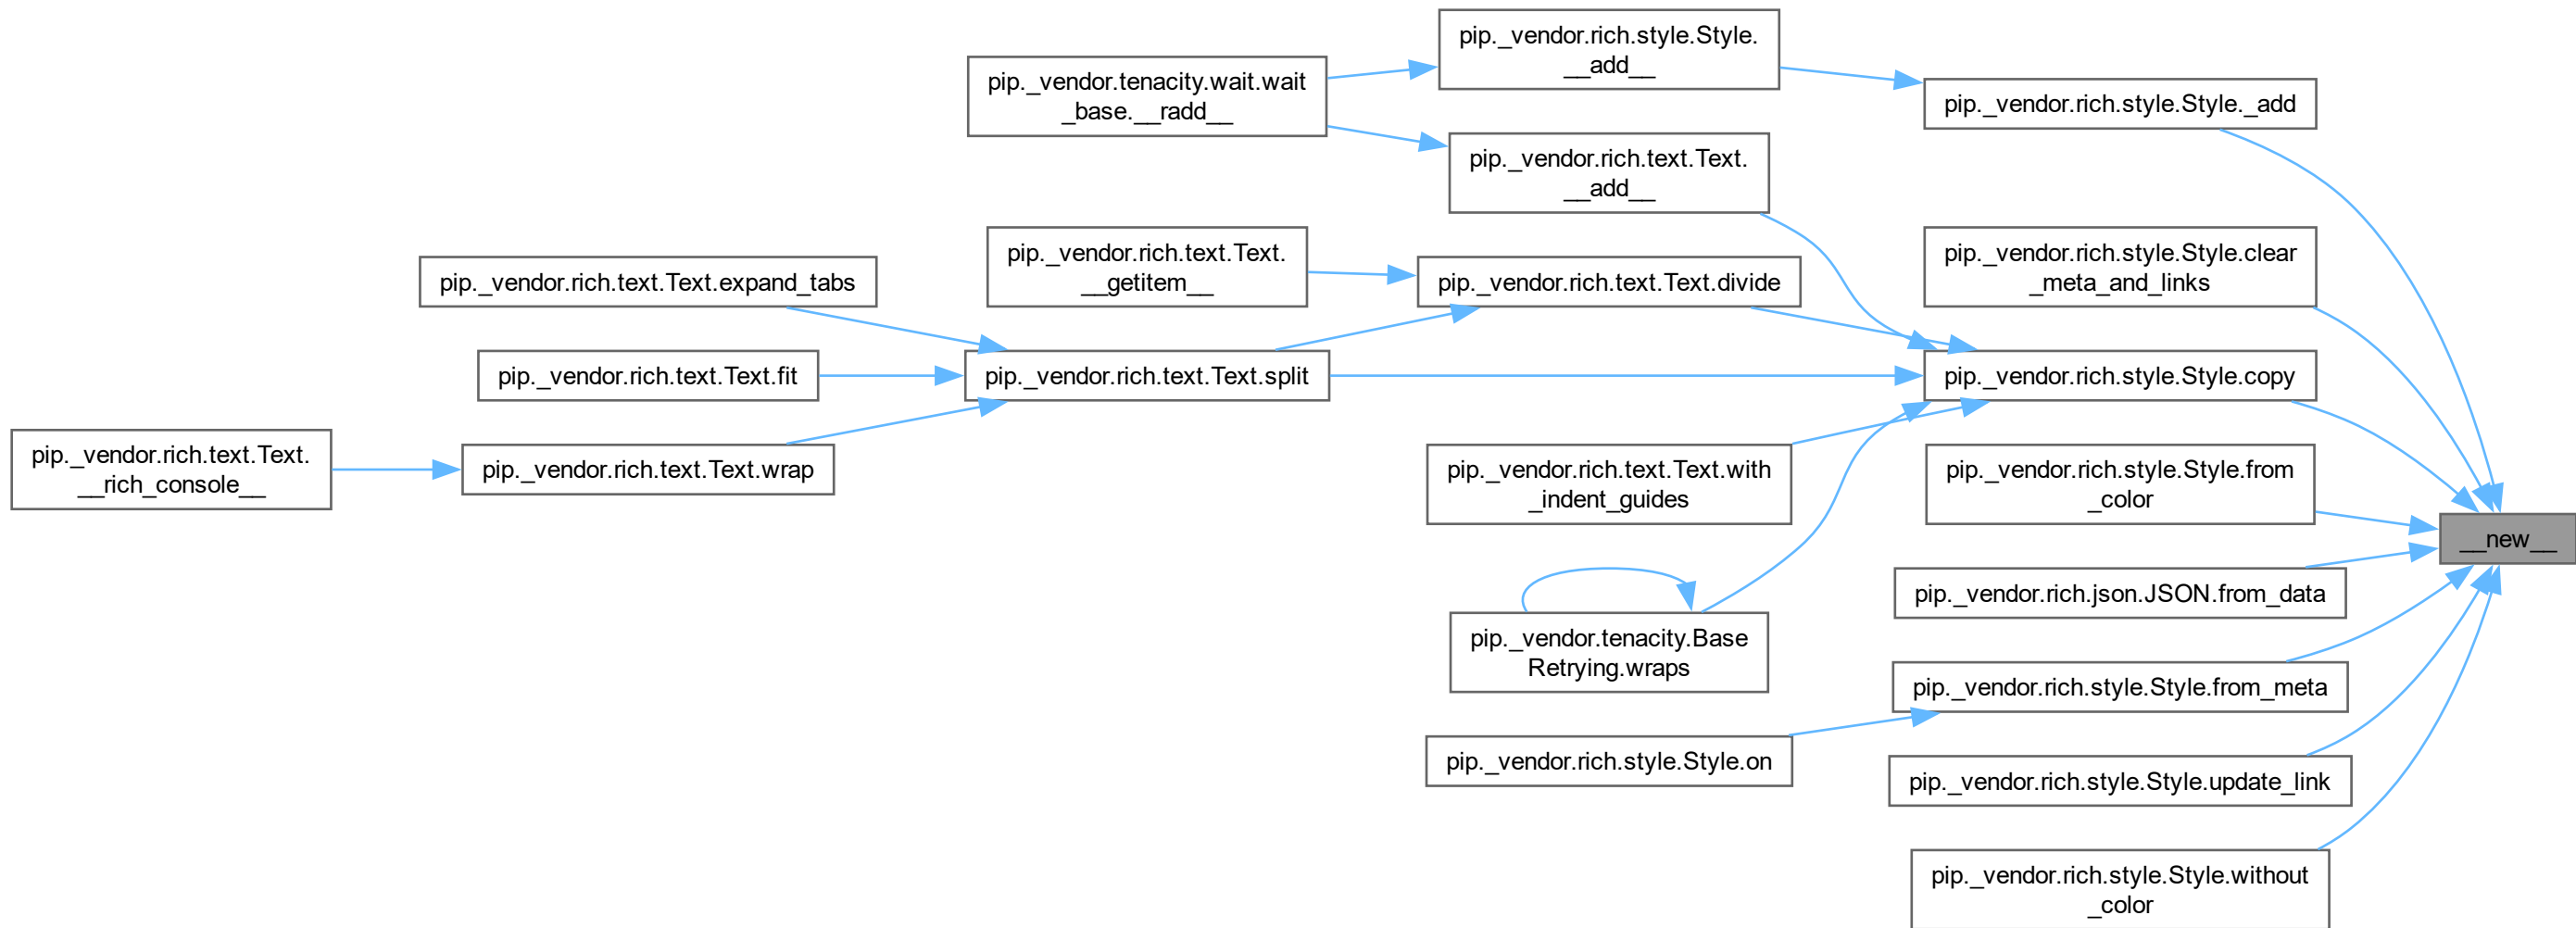 pip._vendor.rich.style.Style.
__add__
pip._vendor.tenacity.wait.wait
_base.__radd__
pip._vendor.rich.style.Style._add
pip._vendor.rich.text.Text.
__add__
pip._vendor.rich.text.Text.
__getitem__
pip._vendor.rich.style.Style.clear
_meta_and_links
pip._vendor.rich.text.Text.expand_tabs
pip._vendor.rich.text.Text.divide
pip._vendor.rich.text.Text.fit
pip._vendor.rich.text.Text.split
pip._vendor.rich.style.Style.copy
pip._vendor.rich.text.Text.
__rich_console__
pip._vendor.rich.text.Text.wrap
pip._vendor.rich.text.Text.with
_indent_guides
pip._vendor.rich.style.Style.from
_color
__new__
pip._vendor.rich.json.JSON.from_data
pip._vendor.tenacity.Base
Retrying.wraps
pip._vendor.rich.style.Style.from_meta
pip._vendor.rich.style.Style.on
pip._vendor.rich.style.Style.update_link
pip._vendor.rich.style.Style.without
_color